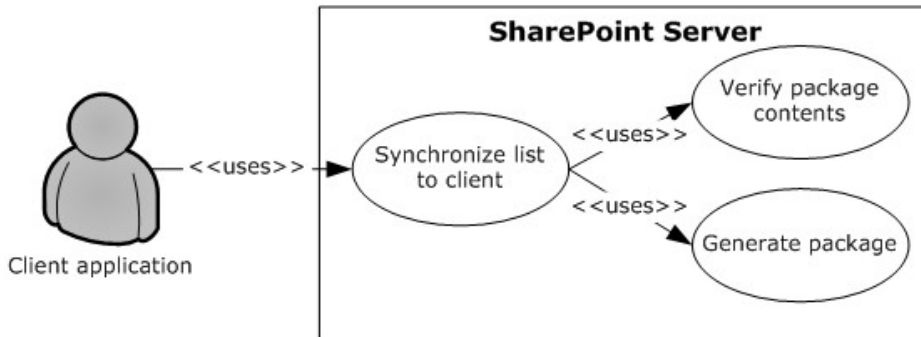 SharePoint Server
Verify package
contents
<<uses>>
<<uses>>
Synchronize list
to client
<<uses>>
Generate package
Client application